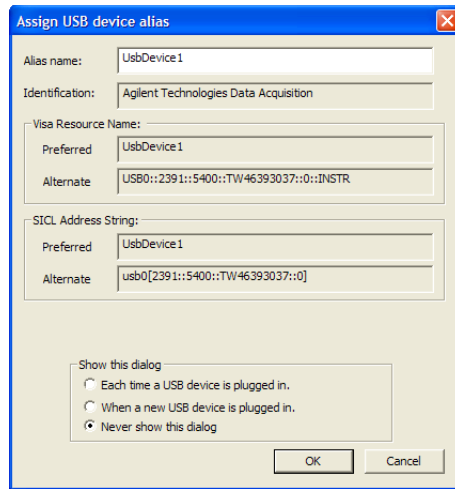 Assign USB device alias
Alias name: UsbDevice1
Identification: Agilent Technologies Data Acquisition
Visa Resource Name:
Preferred UsbDevice1
Alternate USB0::2391::5400::TW46393037::0::INSTR
SICL Address String:
Preferred UsbDevice1
Alternate usb0[2391::5400::TW46393037::0]
Show this dialog
Each time a USB device is plugged in.
When a new USB device is plugged in.
Never show this dialog
OK Cancel